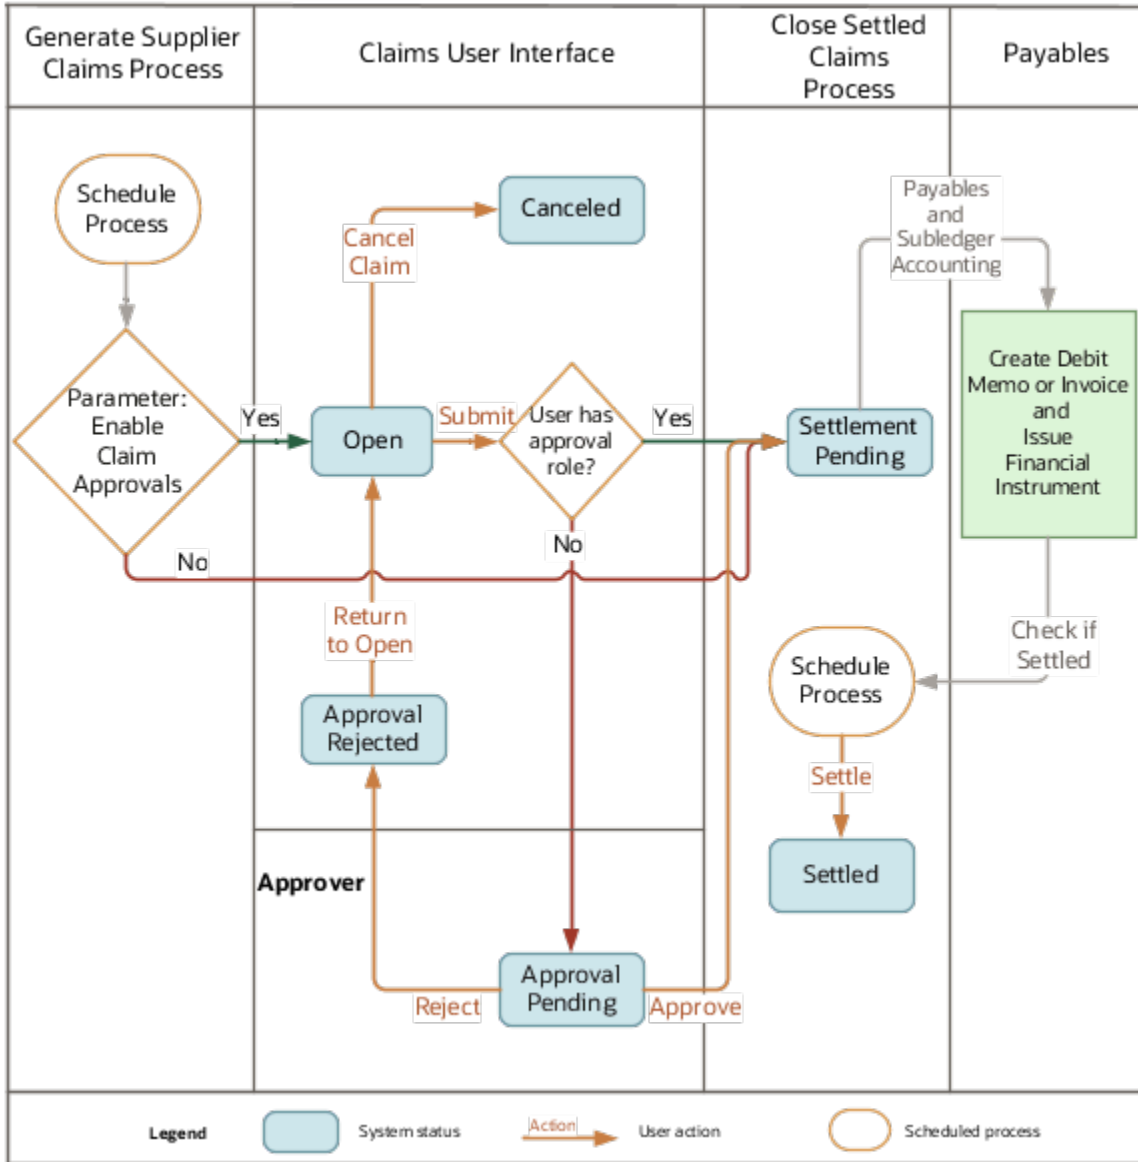 Generate Supplier
Claims Process
Claims User Interface
Close Settled
Claims
Process
Payables
Schedule
Process
Canceled
Payables
and
Subledger
Accounting
Cancel
Claim
Parameter:
Enable
Claim
Approvals
Yes
Open
Submit
User has
approval
role?
Yes
Settlement
Pending
Create Debit
Memo or Invoice
and
Issue
Financial
Instrument
No
No
Return
to Open
Check if
Settled
Schedule
Process
Approval
Rejected
Settle
Settled
Approver
Approval
Pending
Reject
Approve
Legend
System status
Action
User action
Scheduled process